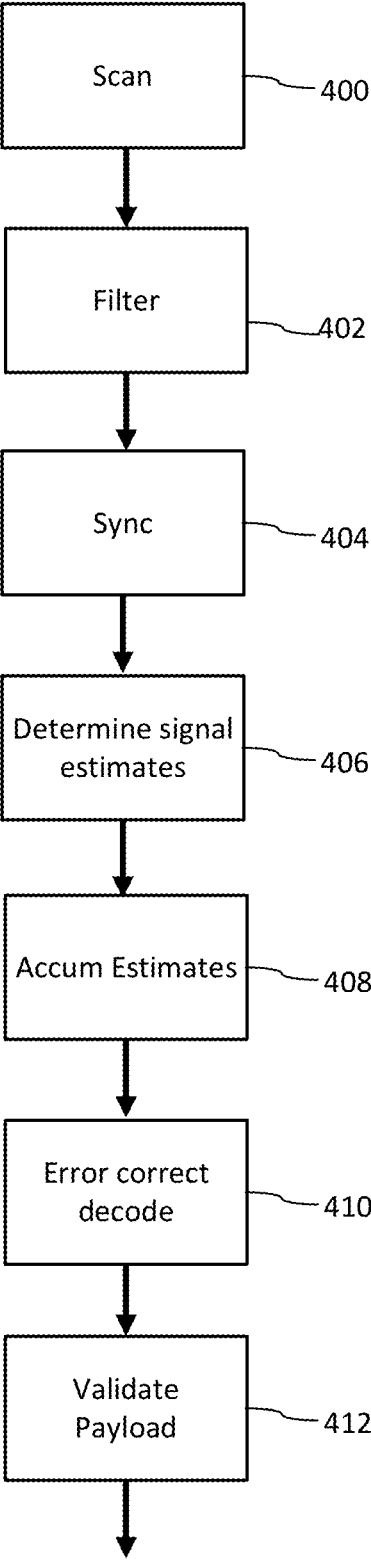 Scan
400
Filter
402
Sync
404
Determine signal
estimates
406
Accum Estimates
408
Error correct
decode
410
Validate
Payload
412